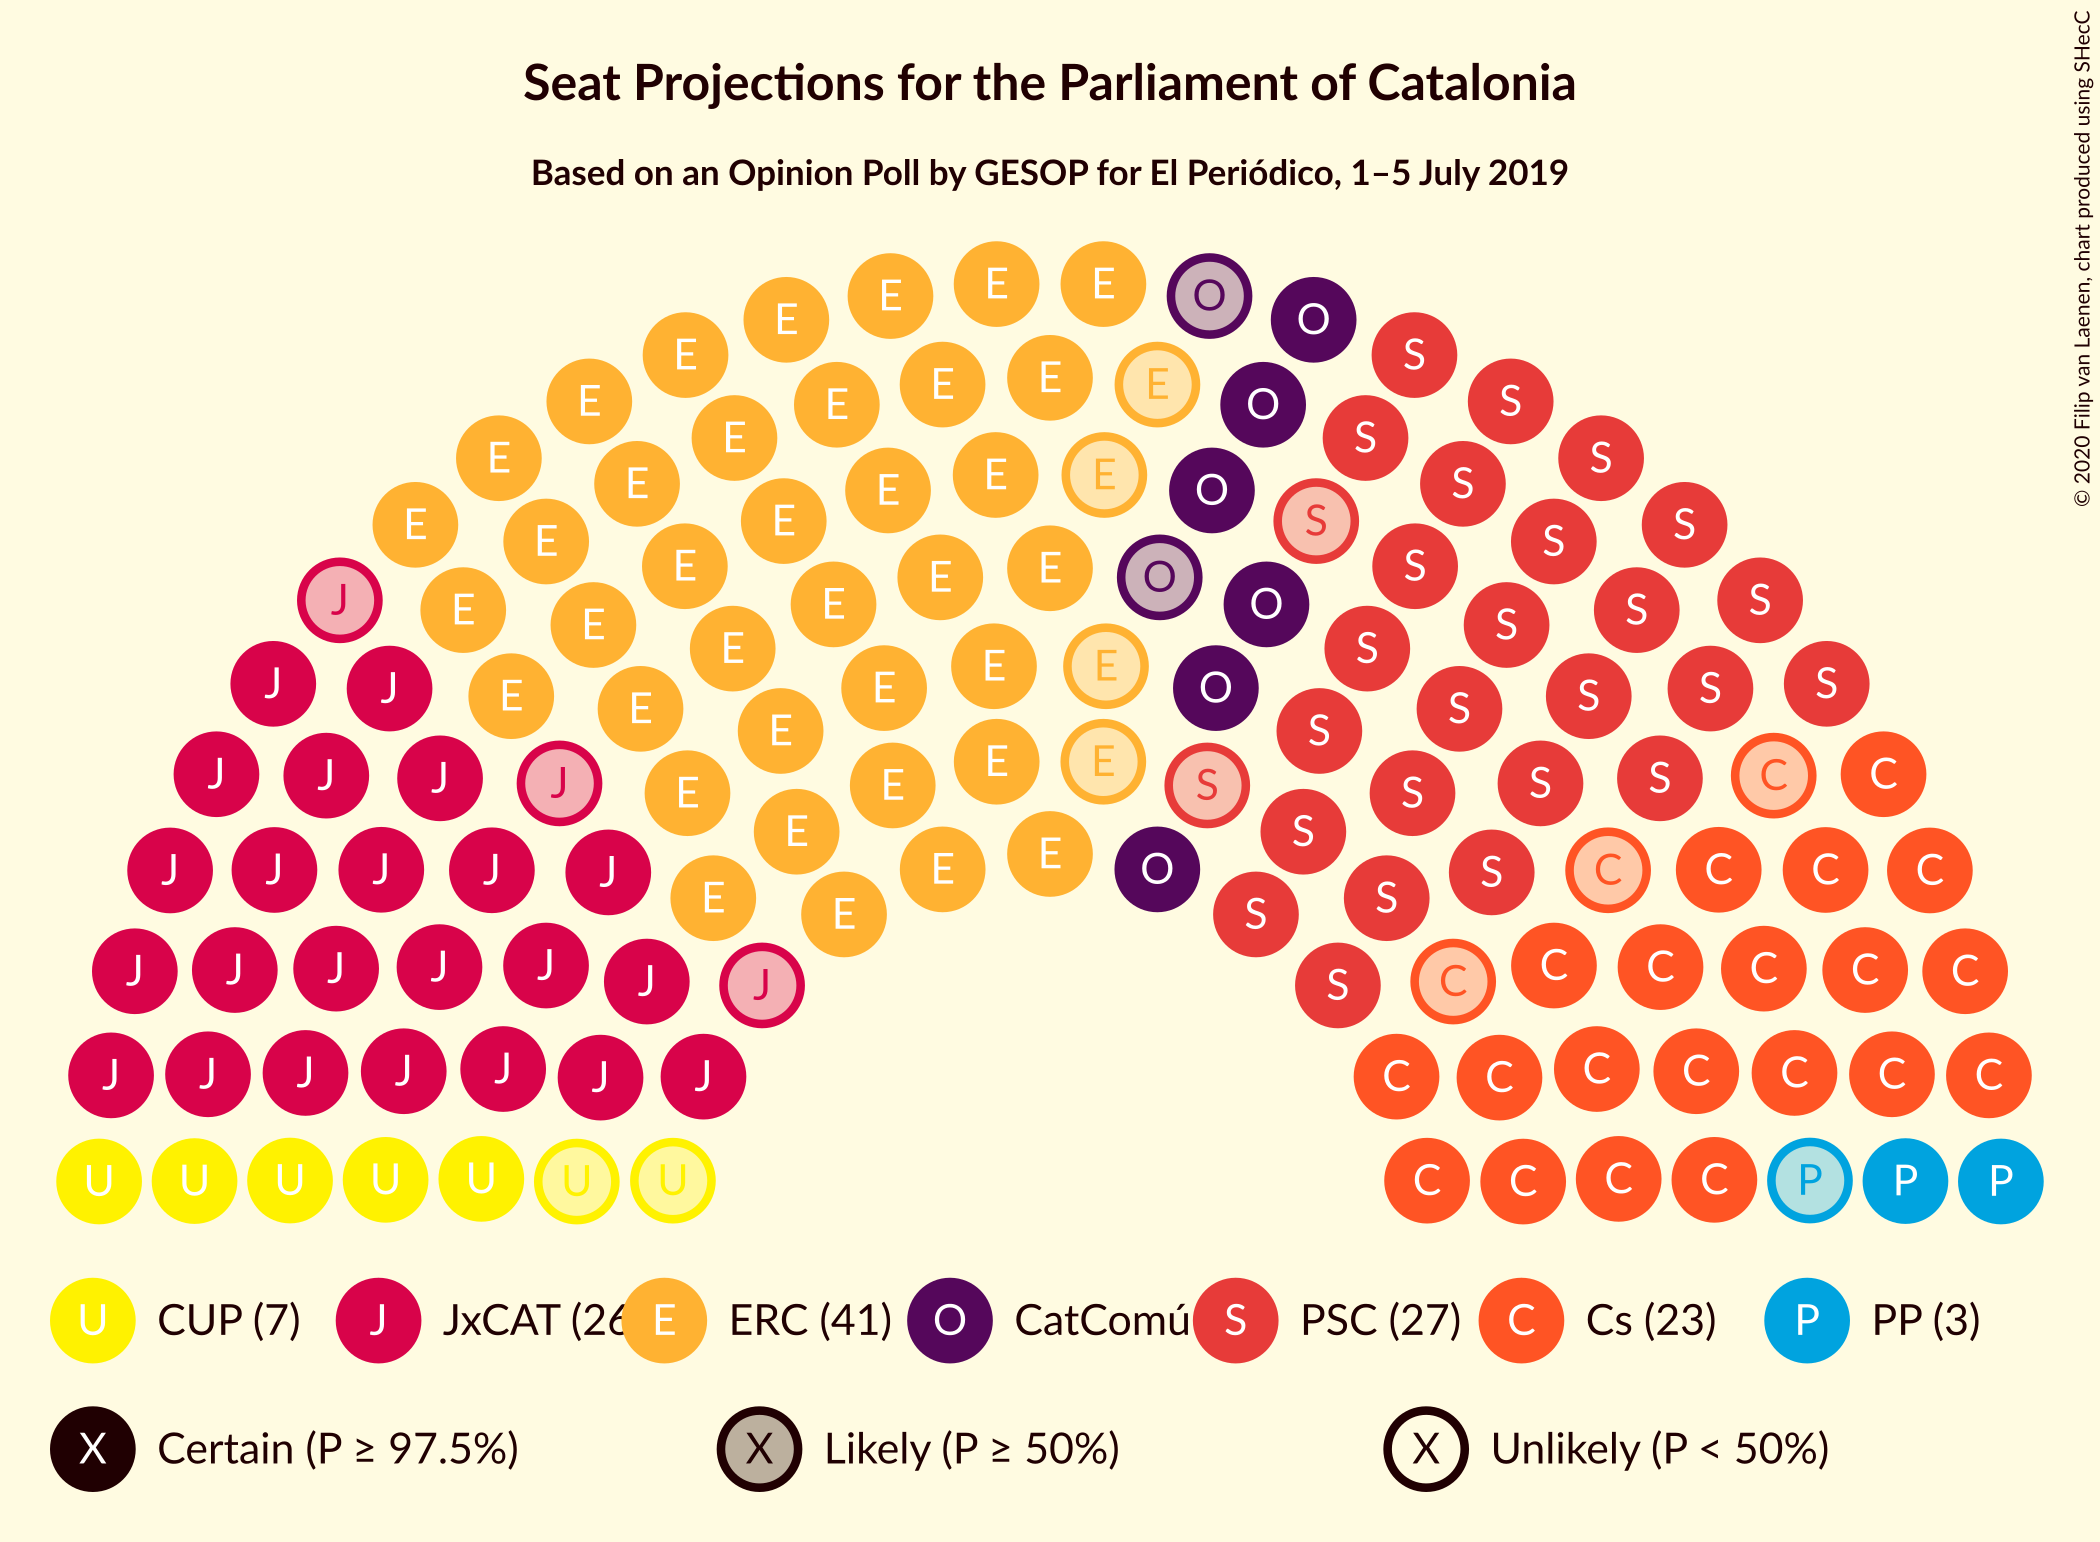 Seat Projections for the Parliament of Catalonia
Based on an Opinion Poll by GESOP for El Periódico, 1–5 July 2019
© 2020 Filip van Laenen, chart produced using SHecC
E E E E O O
E E E E E E O S S
E E E E E E O S S S
E E E E E E O S S S S
J E E E E O S S S S
J J E E E E E O S S S S
J J J J E E E E E S S S S S C C
J J J J J E E E O S S C C C C
E E S S
J J J J J J J S C C C C C C
J J J J J J J C C C C C C C
U U U U U U U C C C C P P P
U CUP (7) J JxCAT (26 E ERC (41) O CatComú S PSC (27) C Cs (23) P PP (3)
X Certain (P ≥ 97.5%) X Likely (P ≥ 50%) X Unlikely (P < 50%)